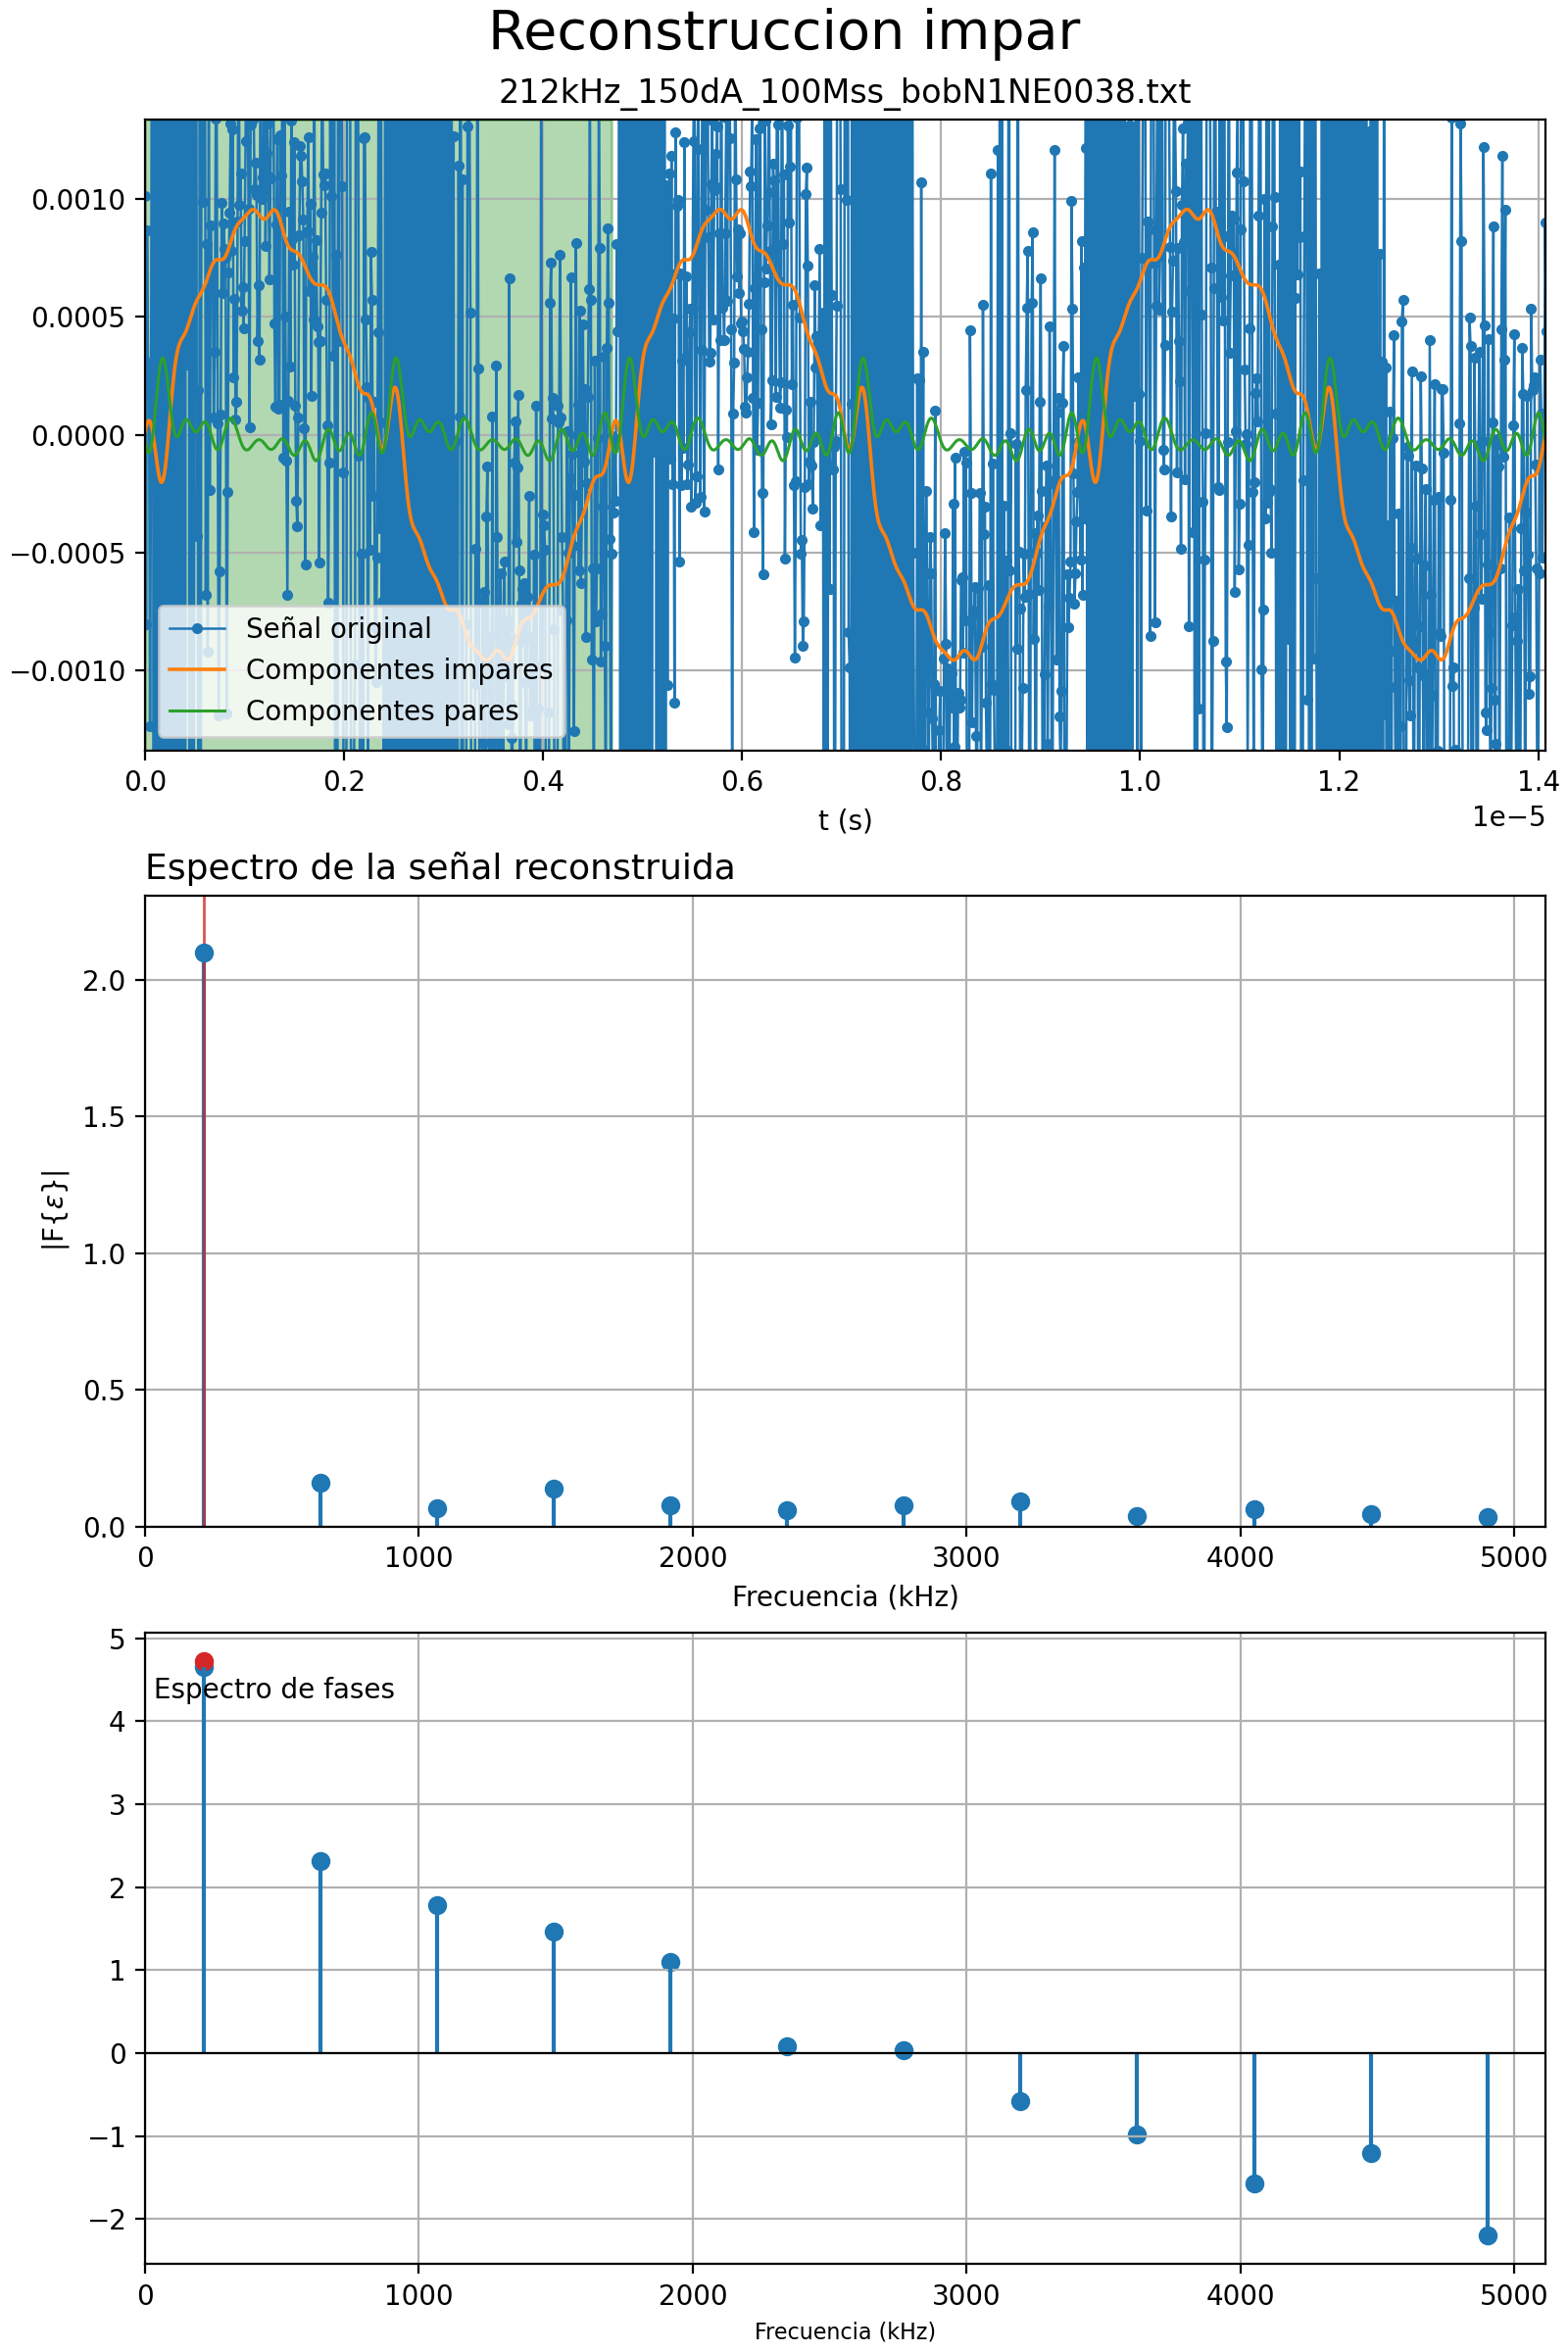 Reconstruccion impar
212kHz_150dA_100Mss_bobN1NE0038.txt
0.0010
0.0005
0.0000
−0.0005
−0.0010
Señal original
Componentes impares
Componentes pares
0.0 0.2 0.4 0.6 0.8 1.0 1.2 1.4
1e−5
t (s)
Espectro de la señal reconstruida
2.0
1.5
1.0
0.5
0.0
|F{ε}|
0 1000 2000 3000 4000 5000
Frecuencia (kHz)
5
4
3
2
1
0
−1
−2
Espectro de fases
0 1000 2000 3000 4000 5000
Frecuencia (kHz)